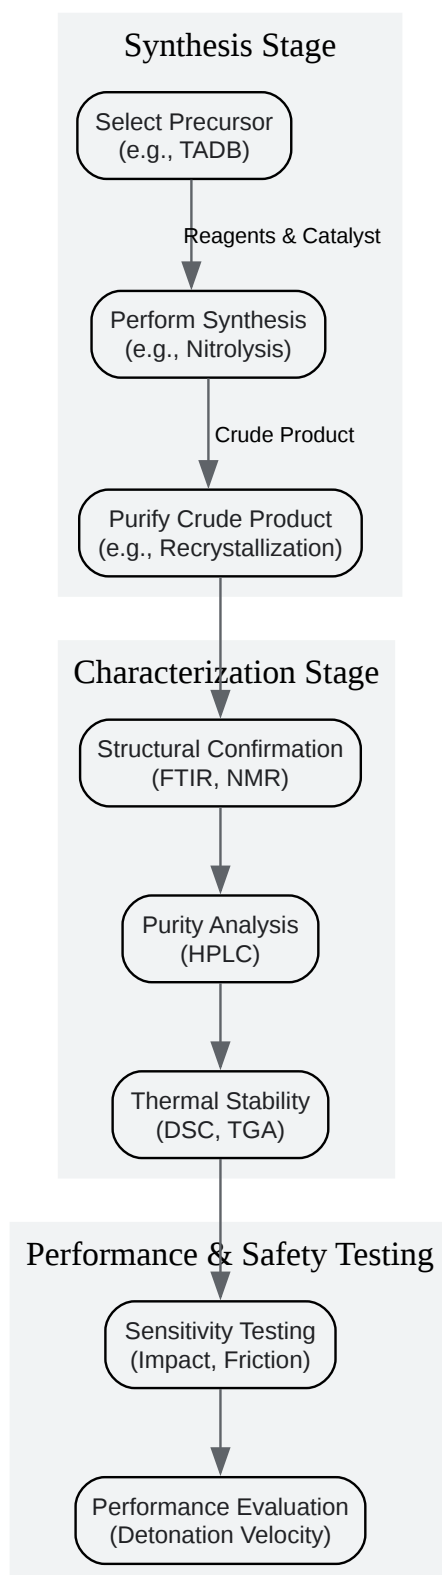 Synthesis Stage
Select Precursor
(e.g., TADB)
Reagents & Catalyst
Perform Synthesis
(e.g., Nitrolysis)
Crude Product
Purify Crude Product
(e.g., Recrystallization)
Characterization Stage
Structural Confirmation
(FTIR, NMR)
Purity Analysis
(HPLC)
Thermal Stability
(DSC, TGA)
Performance & Safety Testing
Sensitivity Testing
(Impact, Friction)
Performance Evaluation
(Detonation Velocity)